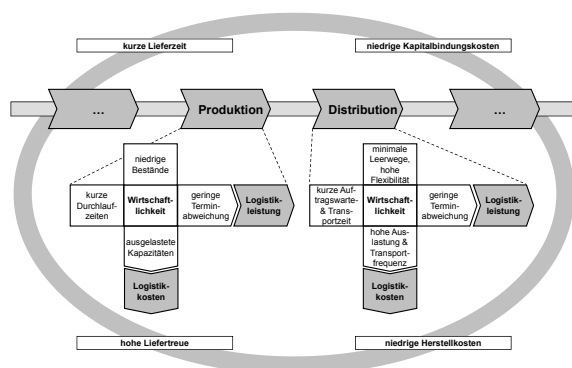 kurze Lieferzeit
niedrige Kapitalbindungskosten
...
Produktion
Distribution
...
niedrige
Bestände
kurze
Durchlauf-
zeiten
Wirtschaft-
lichkeit
geringe
Termin-
abweichung
Logistik-
leistung
ausgelastete
Kapazitäten
Logistik-
kosten
minimale
Leerwege,
hohe
Flexibilität
kurze Auf-
tragswarte-
& Transport-
zeit
Wirtschaft-
lichkeit
geringe
Termin-
abweichung
Logistik-
leistung
hohe Aus-
lastung &
Transport-
frequenz
Logistik-
kosten
hohe Liefertreue
niedrige Herstellkosten